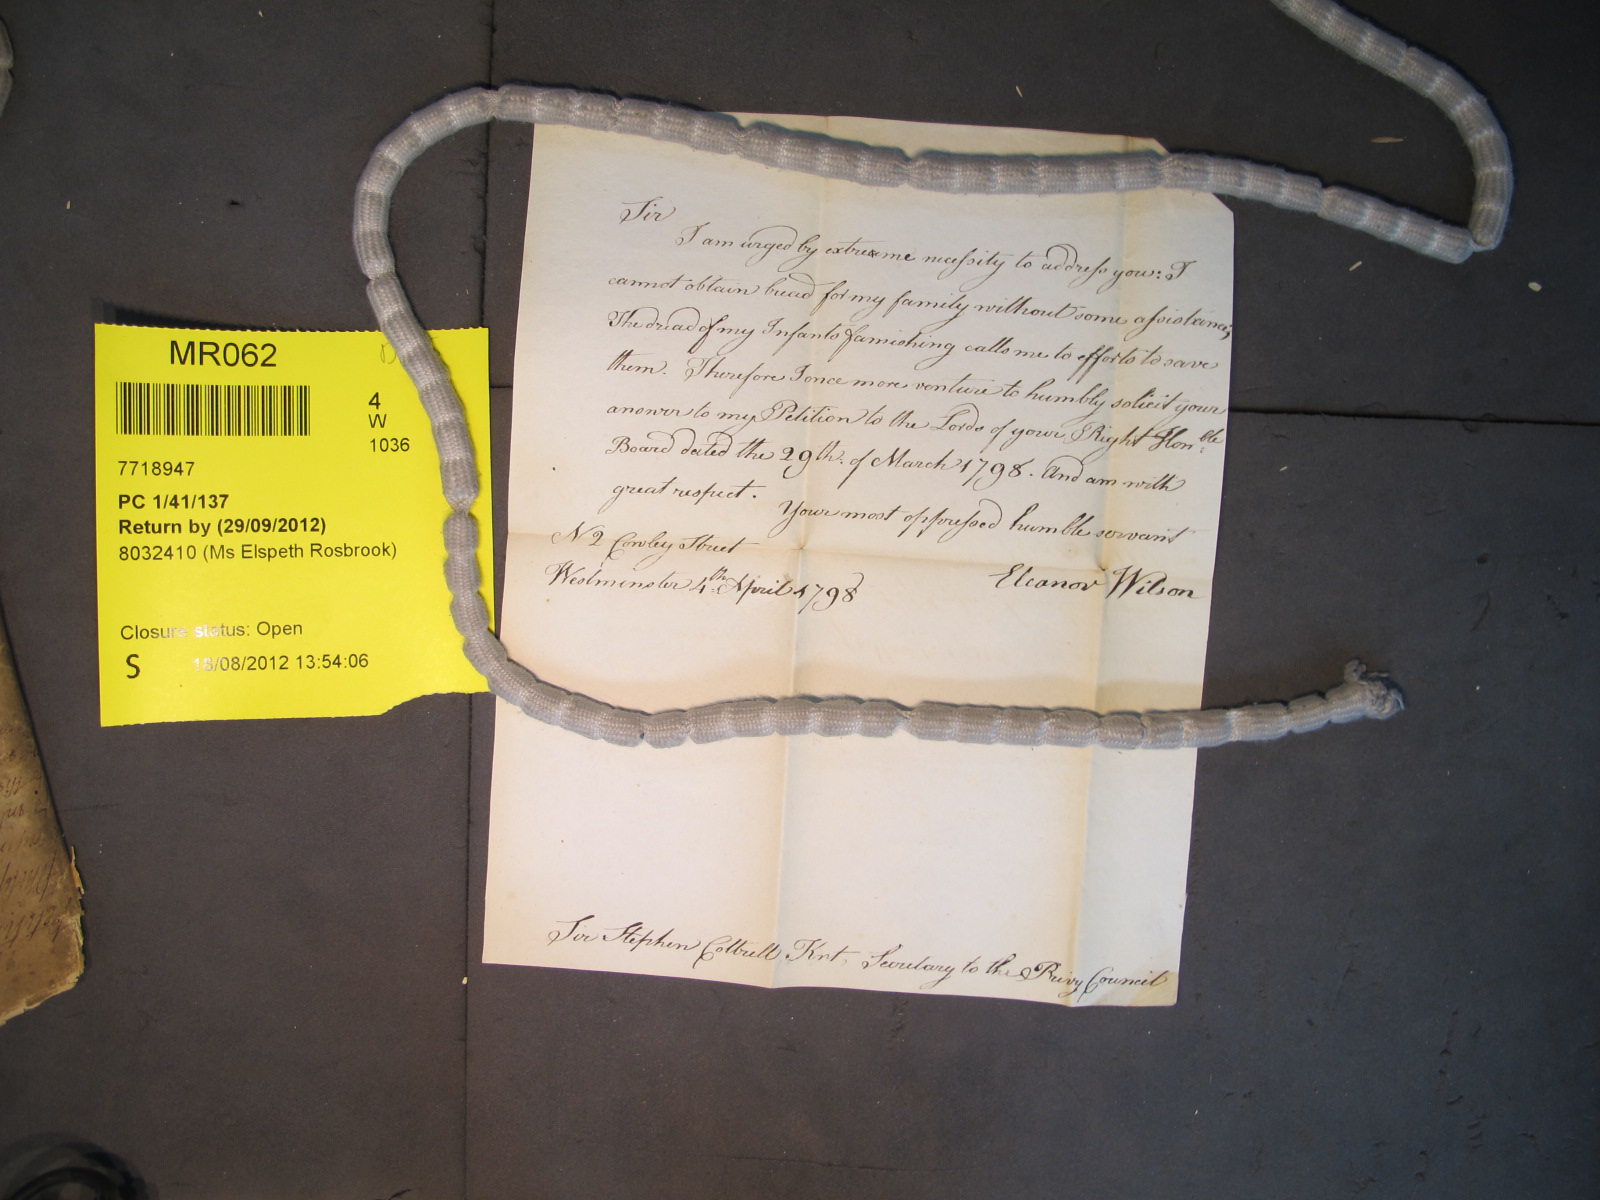 Sir
I am urged by extreame necessity to address you: I
cannot obtain bread for my family without some assistance;
The dread of my Infants famishing calls me to efforts to save
them. Therefore I once more venture to humbly solicit your
answer to my Petition to the Lords of your Right Hon:ble
Board dated the 29th. of March 1798. And am with
great respect.
Your most oppressed humble servant
N 2 Cowley Street
Westminster 4th. April 1798
Eleanor Wilson
Sir Stephen Cottrell Knt, Secretary to the Privy Council
MR062
4
W
1036
7718947
PC 1/41/137
Return by (29/09/2012)
8032410 (Ms Elspeth Rosbrook)
Closure status: Open
S 18/08/2012 13:54:06